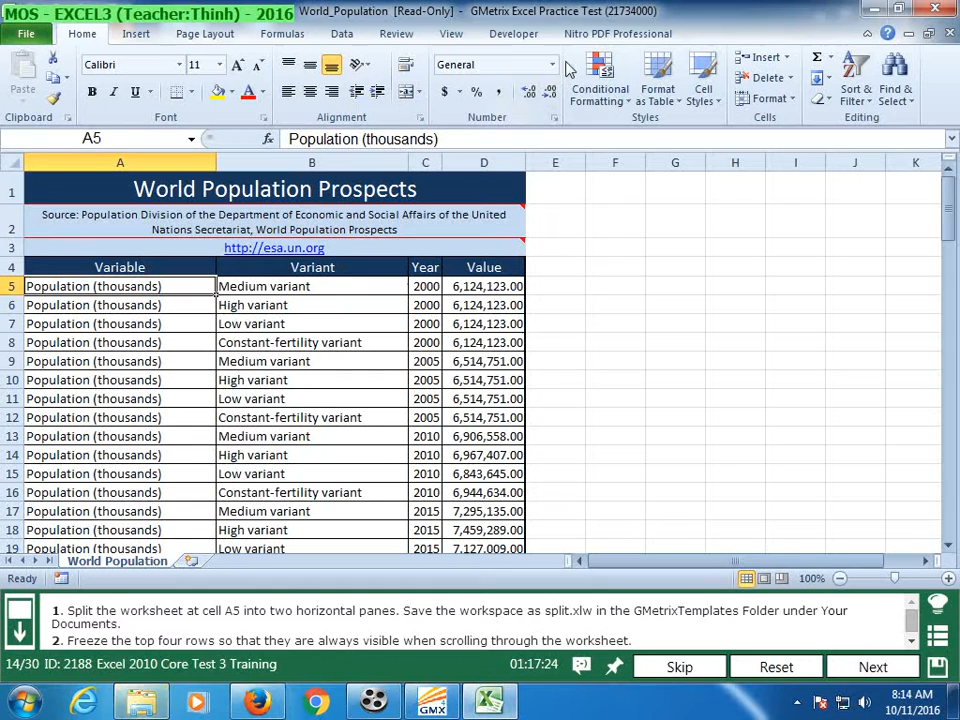 MOS - EXCEL3 (Teacher:Thinh) - 2016
World_Population [Read-Only] - GMetrix Excel Practice Test (21734000)
File Home Insert Page Layout Formulas Data Review View Developer Nitro PDF Professional
Paste
Calibri 11
B I U
General
$ % ,
Conditional Formatting
Format as Table
Cell Styles
Insert
Delete
Format
Sort & Filter
Find & Select
Clipboard Font Alignment Number Styles Cells Editing
A5 fx Population (thousands)
A B C D E F G H I J K
1 World Population Prospects
2 Source: Population Division of the Department of Economic and Social Affairs of the United
Nations Secretariat, World Population Prospects
3 http://esa.un.org
4 Variable Variant Year Value
5 Population (thousands) Medium variant 2000 6,124,123.00
6 Population (thousands) High variant 2000 6,124,123.00
7 Population (thousands) Low variant 2000 6,124,123.00
8 Population (thousands) Constant-fertility variant 2000 6,124,123.00
9 Population (thousands) Medium variant 2005 6,514,751.00
10 Population (thousands) High variant 2005 6,514,751.00
11 Population (thousands) Low variant 2005 6,514,751.00
12 Population (thousands) Constant-fertility variant 2005 6,514,751.00
13 Population (thousands) Medium variant 2010 6,906,558.00
14 Population (thousands) High variant 2010 6,967,407.00
15 Population (thousands) Low variant 2010 6,843,645.00
16 Population (thousands) Constant-fertility variant 2010 6,944,634.00
17 Population (thousands) Medium variant 2015 7,295,135.00
18 Population (thousands) High variant 2015 7,459,289.00
19 Population (thousands) Low variant 2015 7,127,009.00
World Population
Ready 100%
1. Split the worksheet at cell A5 into two horizontal panes. Save the workspace as split.xlw in the GMetrixTemplates Folder under Your
Documents.
2. Freeze the top four rows so that they are always visible when scrolling through the worksheet.
14/30 ID: 2188 Excel 2010 Core Test 3 Training 01:17:24 Skip Reset Next
GMX
8:14 AM
10/11/2016